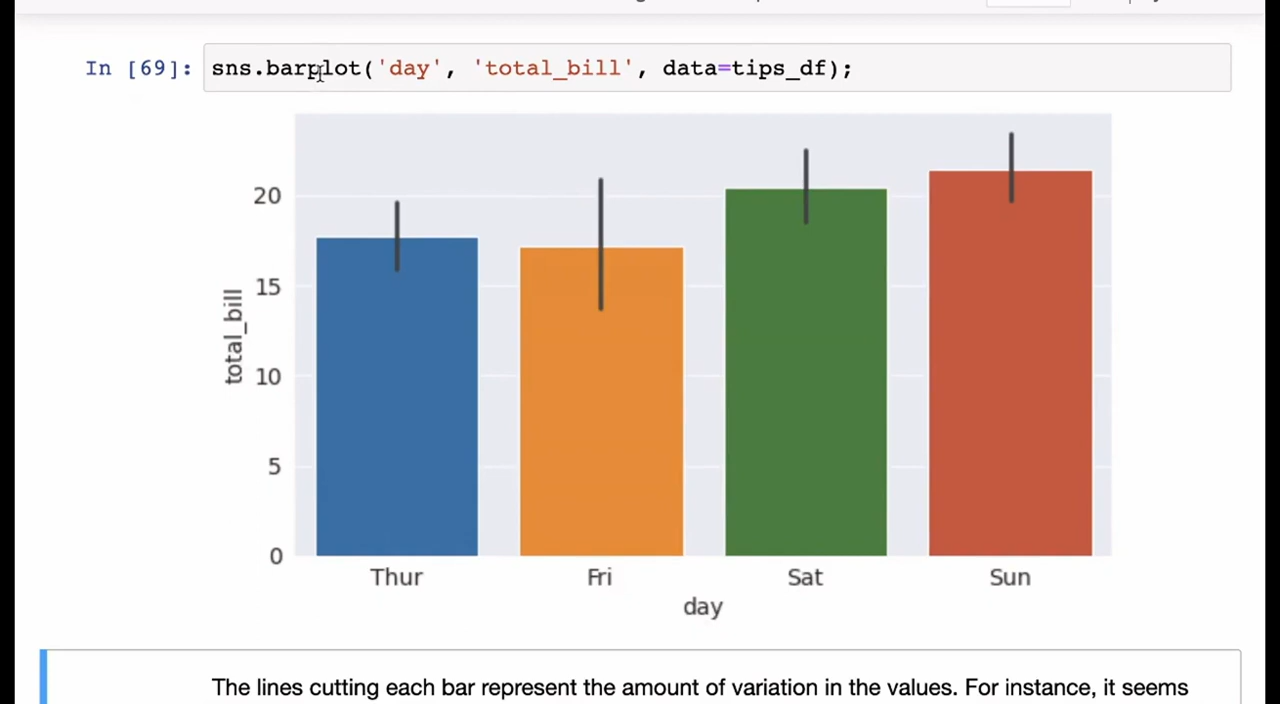 In [69]: sns.barplot('day', 'total_bill', data=tips_df);
20
15
10
5
0
total_bill
Thur Fri Sat Sun
day
The lines cutting each bar represent the amount of variation in the values. For instance, it seems